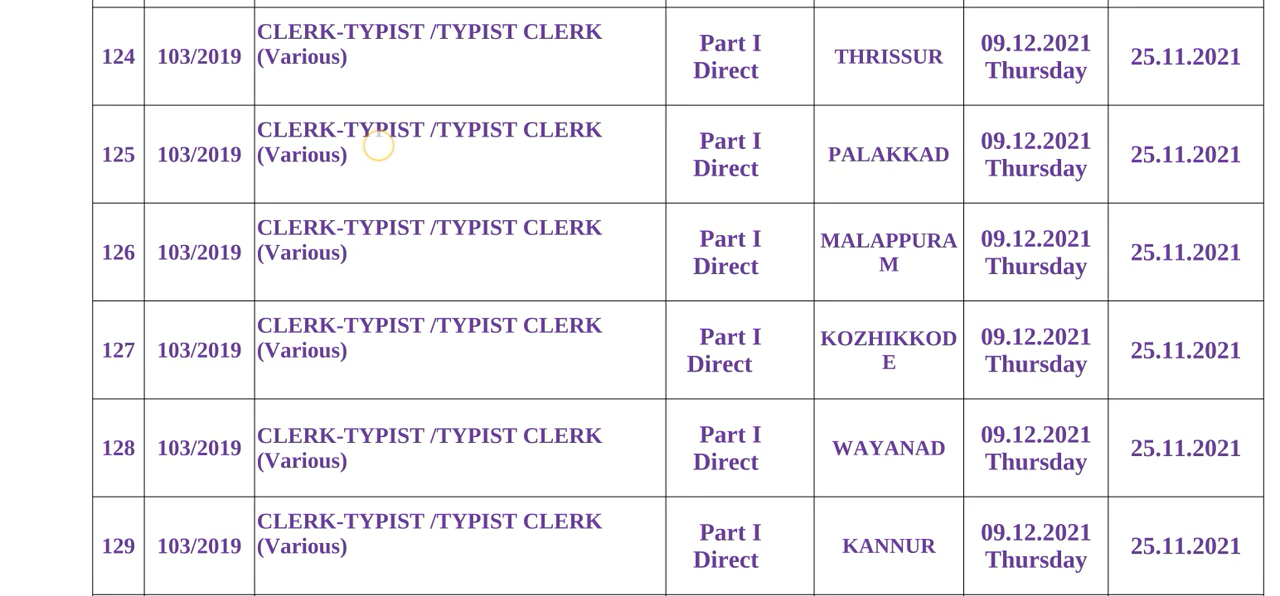 124 103/2019 CLERK-TYPIST /TYPIST CLERK
(Various) Part I
Direct THRISSUR 09.12.2021
Thursday 25.11.2021
125 103/2019 CLERK-TYPIST /TYPIST CLERK
(Various) Part I
Direct PALAKKAD 09.12.2021
Thursday 25.11.2021
126 103/2019 CLERK-TYPIST /TYPIST CLERK
(Various) Part I
Direct MALAPPURA
M 09.12.2021
Thursday 25.11.2021
127 103/2019 CLERK-TYPIST /TYPIST CLERK
(Various) Part I
Direct KOZHIKKOD
E 09.12.2021
Thursday 25.11.2021
128 103/2019 CLERK-TYPIST /TYPIST CLERK
(Various) Part I
Direct WAYANAD 09.12.2021
Thursday 25.11.2021
129 103/2019 CLERK-TYPIST /TYPIST CLERK
(Various) Part I
Direct KANNUR 09.12.2021
Thursday 25.11.2021